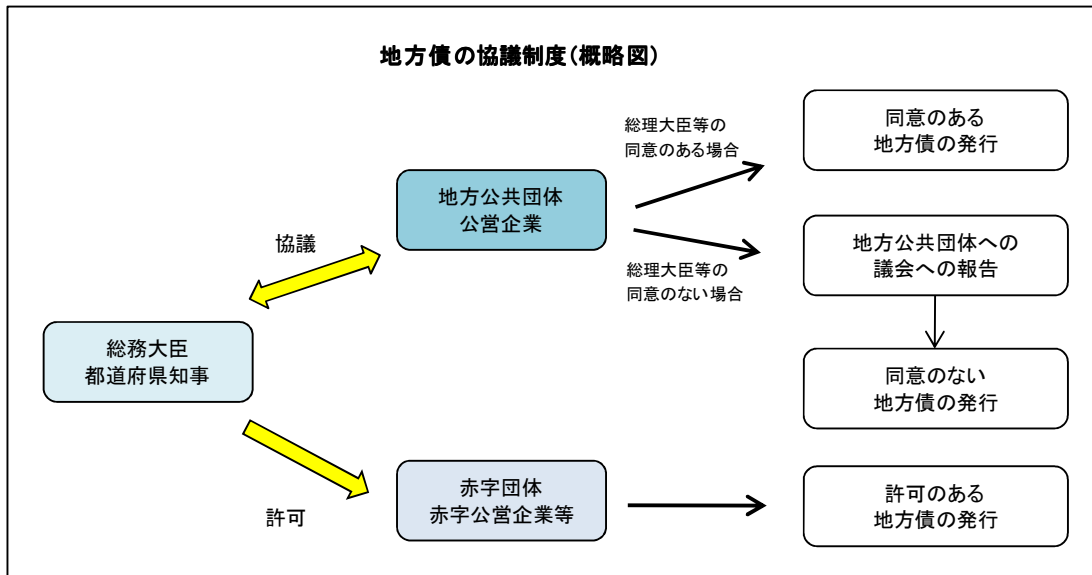 地方債の協議制度(概略図)
総理大臣等の
同意のある場合
同意のある
地方債の発行
地方公共団体
公営企業
協議
総理大臣等の
同意のない場合
地方公共団体への
議会への報告
総務大臣
都道府県知事
同意のない
地方債の発行
許可
赤字団体
赤字公営企業等
許可のある
地方債の発行